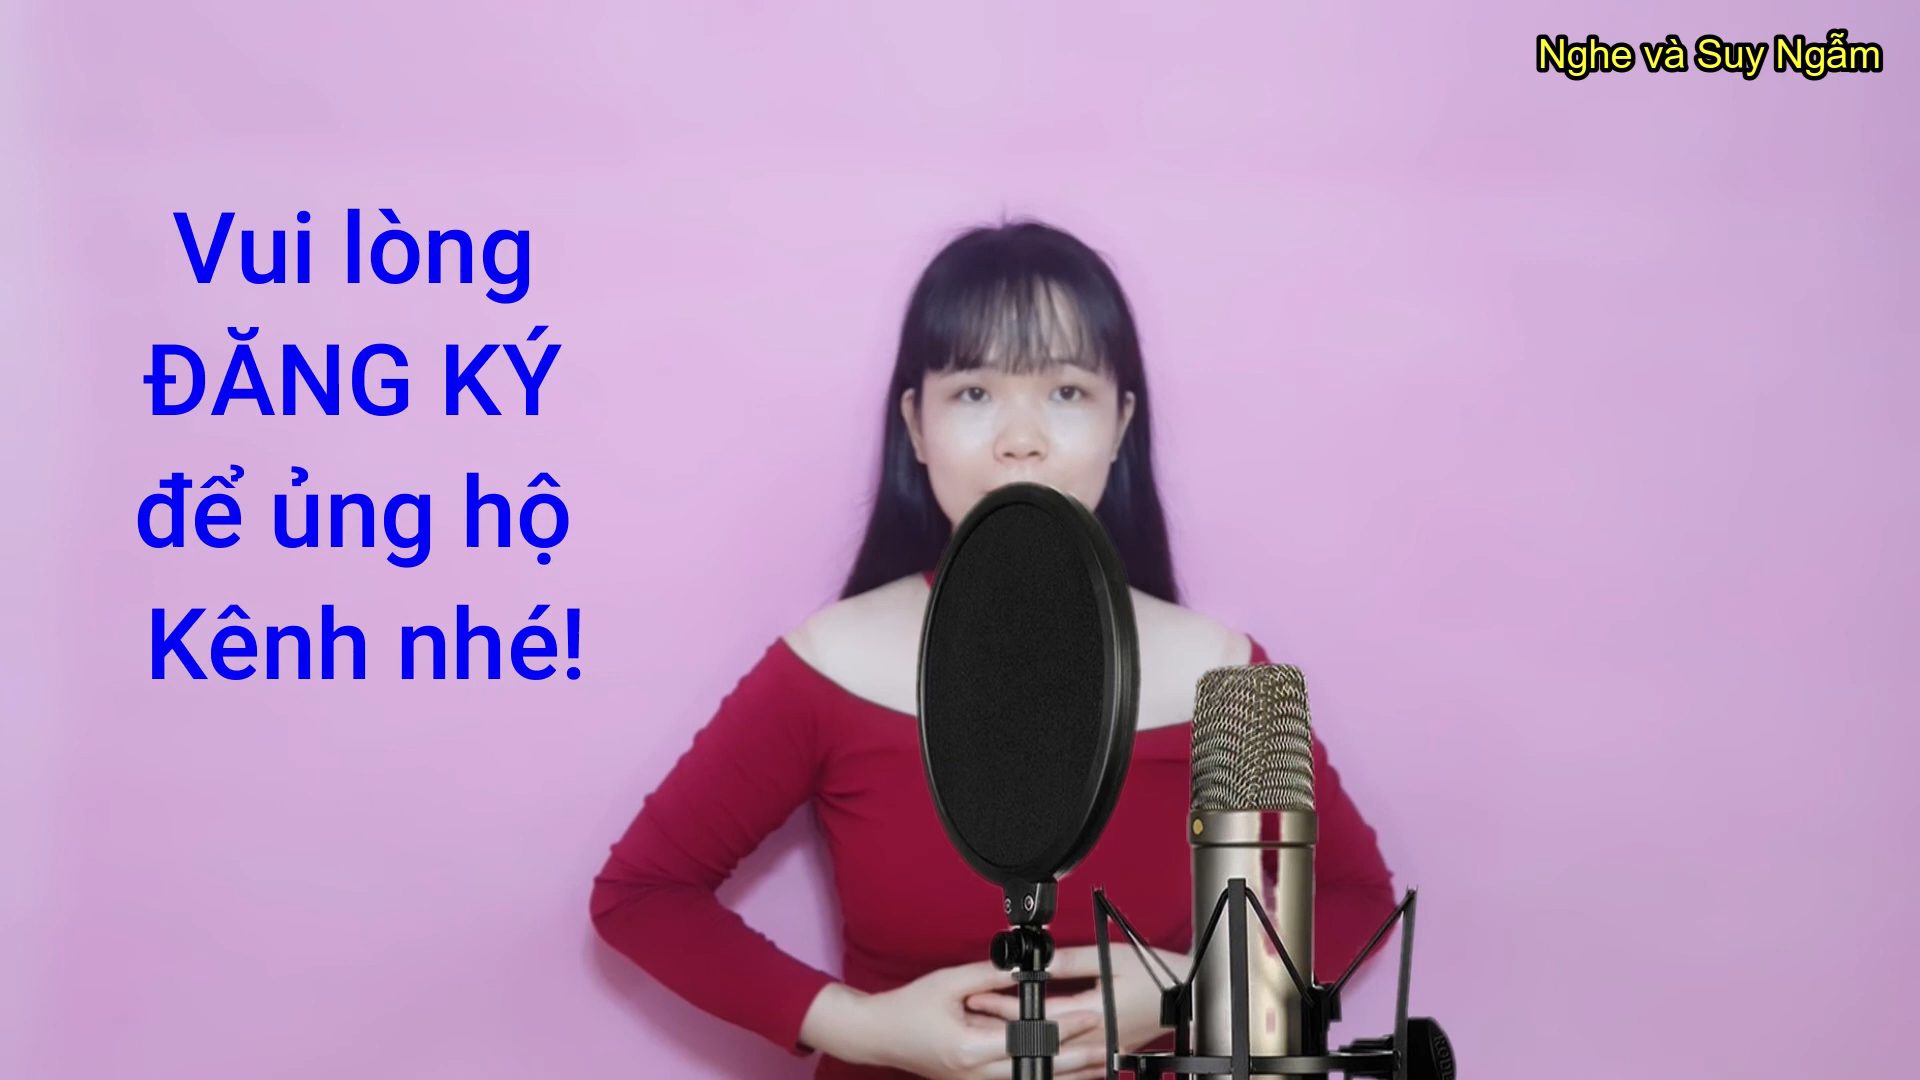 Nghe và Suy Ngẫm
Vui lòng
ĐĂNG KÝ
để ủng hộ
Kênh nhé!